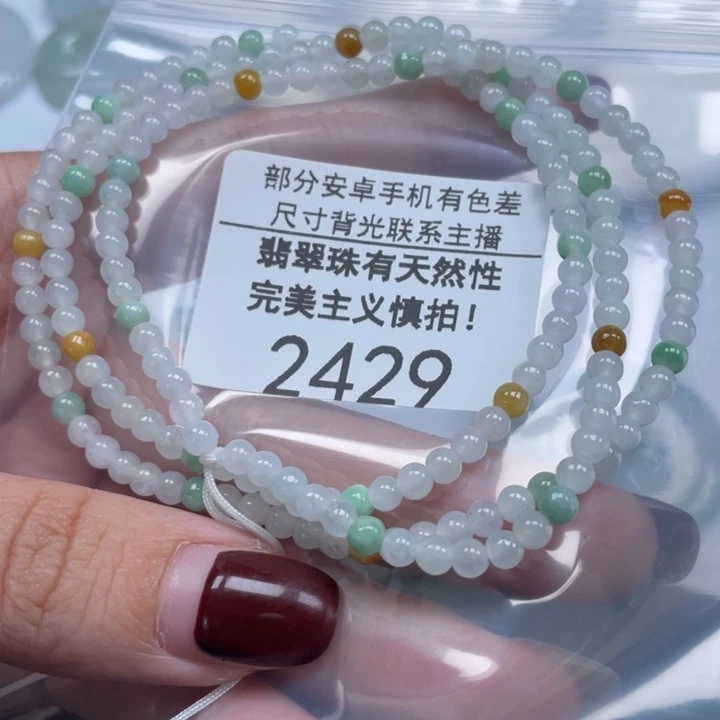 部分安卓手机有色差
尺寸背光联系主播
翡翠珠有天然性
完美主义慎拍!
2429